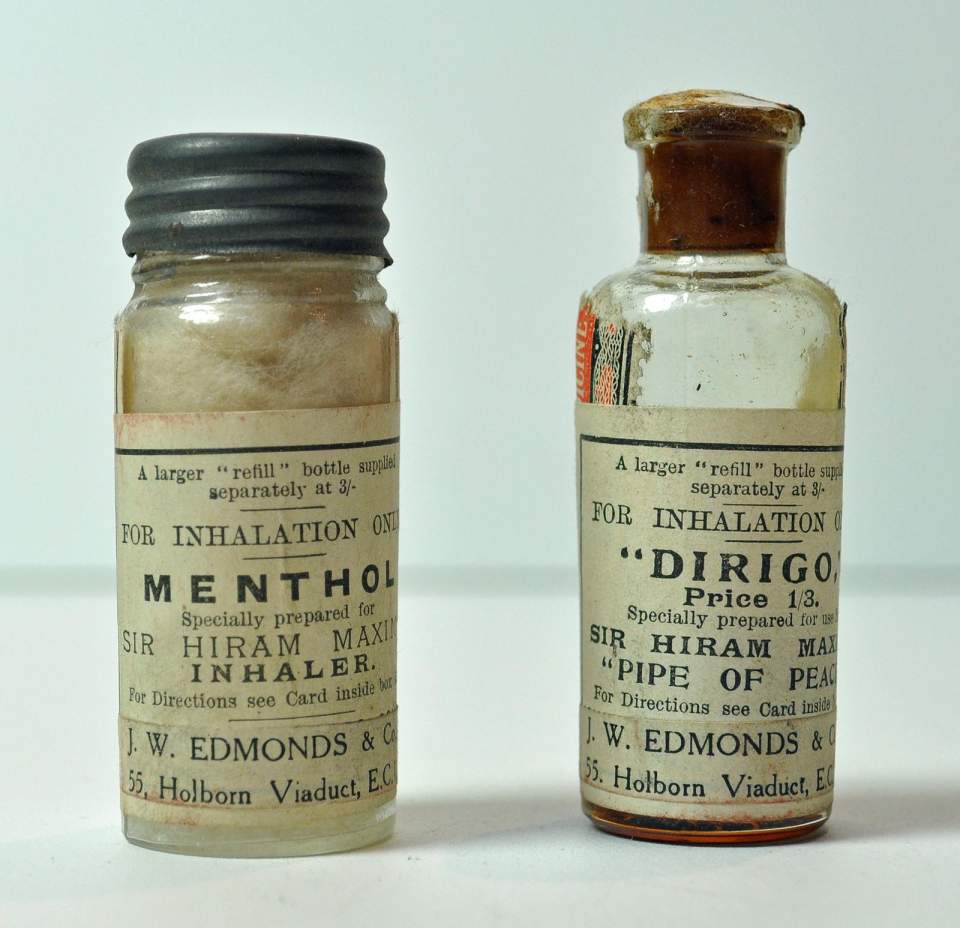 A larger "refill" bottle supplied
separately at 3/-
FOR INHALATION ONLY
MENTHOL
Specially prepared for
SIR HIRAM MAXIM
INHALER.
For Directions see Card inside box
J. W. EDMONDS & Co.
55, Holborn Viaduct, E.C.
A larger "refill" bottle suppl
separately at 3/-
FOR INHALATION O
"DIRIGO,"
Price 1/3.
Specially prepared for use
SIR HIRAM MAXI
"PIPE OF PEAC
For Directions see Card inside
J. W. EDMONDS & C
55. Holborn Viaduct, E.C.